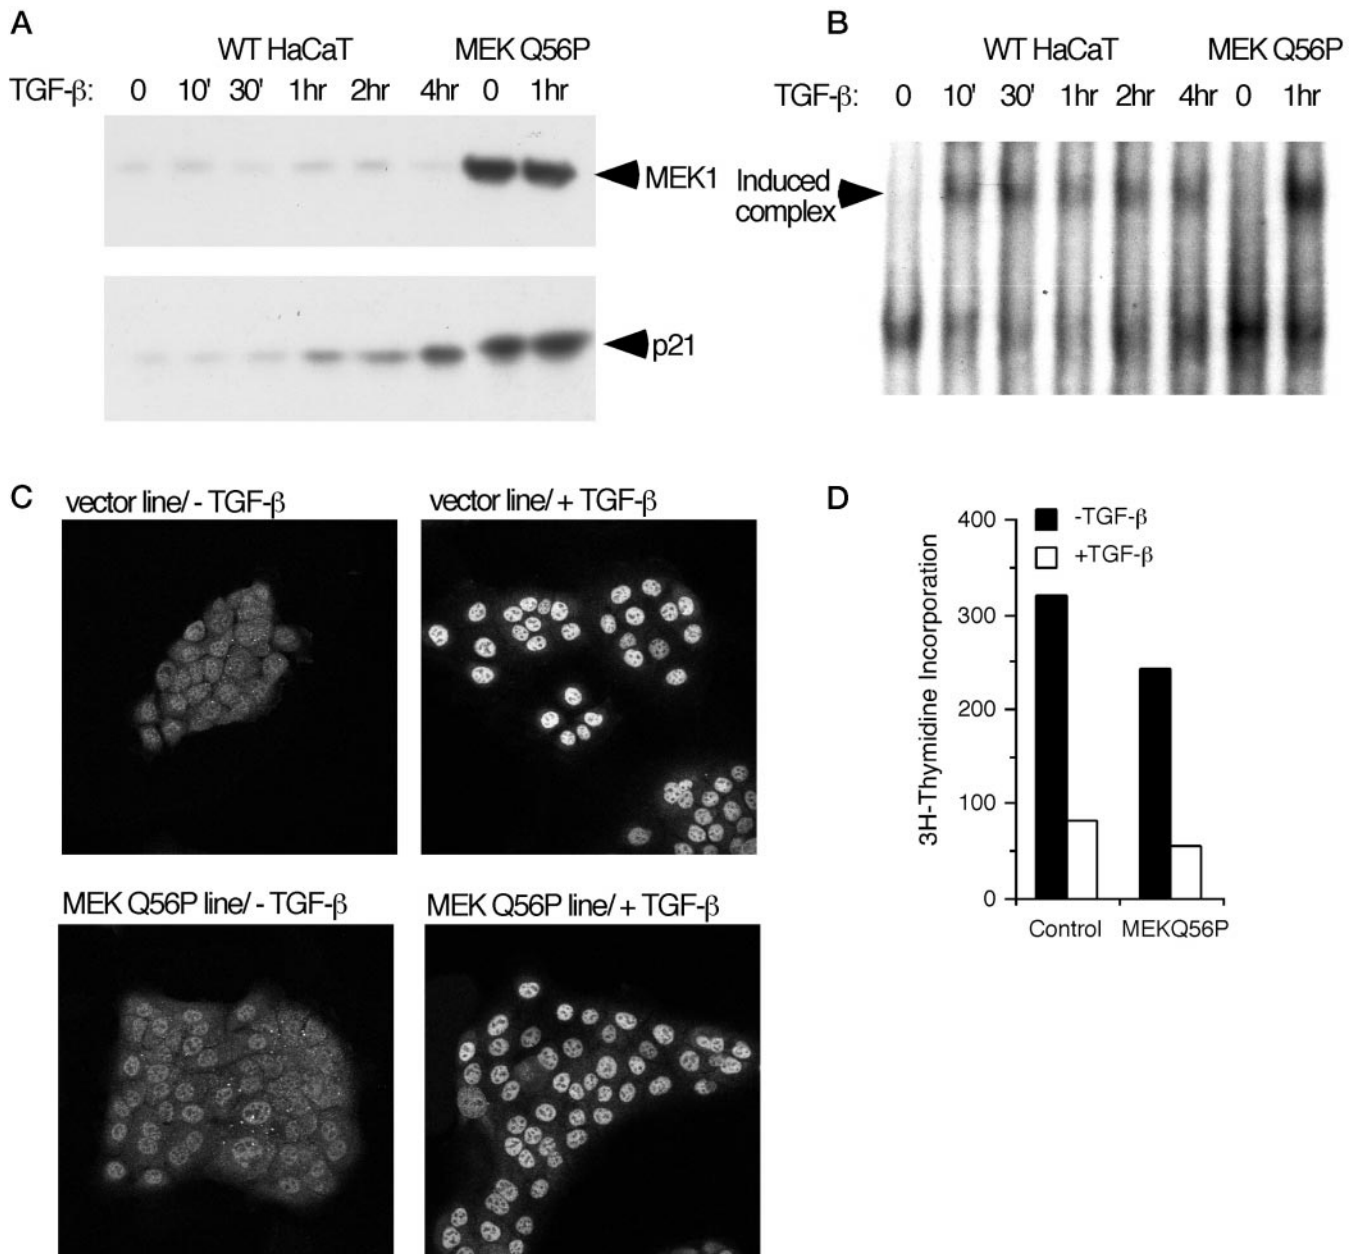 A
WT HaCaT MEK Q56P
TGF-β: 0 10' 30' 1hr 2hr 4hr 0 1hr
MEK1
p21
B
WT HaCaT MEK Q56P
TGF-β: 0 10' 30' 1hr 2hr 4hr 0 1hr
Induced
complex
C
vector line/ - TGF-β vector line/ + TGF-β
MEK Q56P line/ - TGF-β MEK Q56P line/ + TGF-β
D
400
300
200
100
0
3H-Thymidine Incorporation
-TGF-β
+TGF-β
Control MEKQ56P